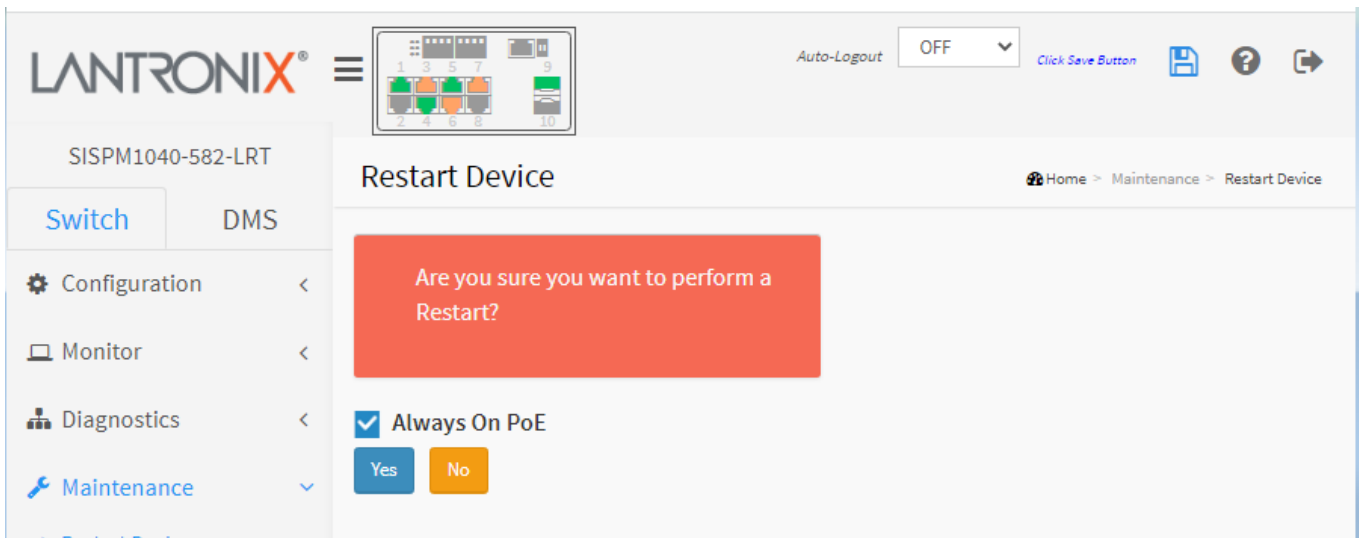 LANTRONIX®
1 3 5 7 9
2 4 6 8 10
Auto-Logout OFF Click Save Button
SISPM1040-582-LRT
Switch DMS
Configuration
Monitor
Diagnostics
Maintenance
Restart Device
Home > Maintenance > Restart Device
Are you sure you want to perform a
Restart?
Always On PoE
Yes No